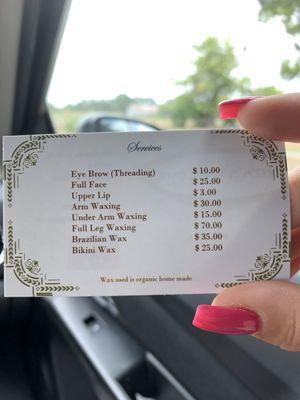 Services
Eye Brow (Threading) $ 10.00
Full Face $ 25.00
Upper Lip $ 3.00
Arm Waxing $ 30.00
Under Arm Waxing $ 15.00
Full Leg Waxing $ 70.00
Brazilian Wax $ 35.00
Bikini Wax $ 25.00
Wax used is organic home made